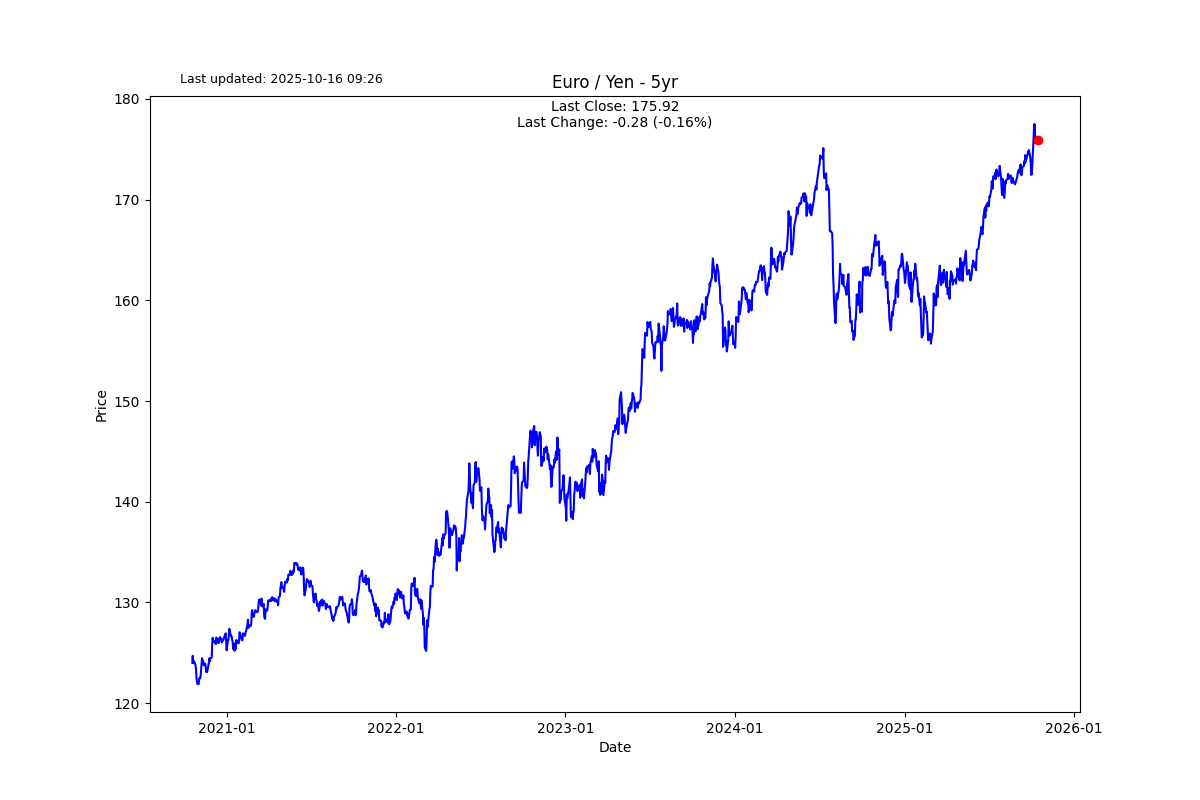 Last updated: 2025-10-16 09:26
Euro / Yen - 5yr
Last Close: 175.92
Last Change: -0.28 (-0.16%)
180
170
160
150
140
130
120
Price
2021-01
2022-01
2023-01
2024-01
2025-01
2026-01
Date